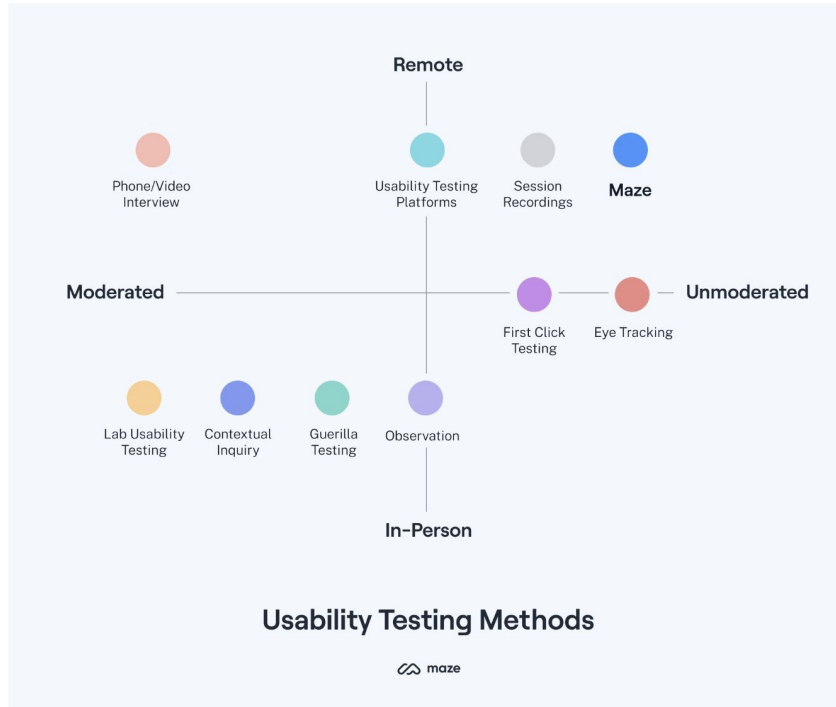 Remote
Phone/Video
Interview
Usability Testing
Platforms
Session
Recordings
Maze
Moderated
Unmoderated
First Click
Testing
Eye Tracking
Lab Usability
Testing
Contextual
Inquiry
Guerilla
Testing
Observation
In-Person
Usability Testing Methods
maze